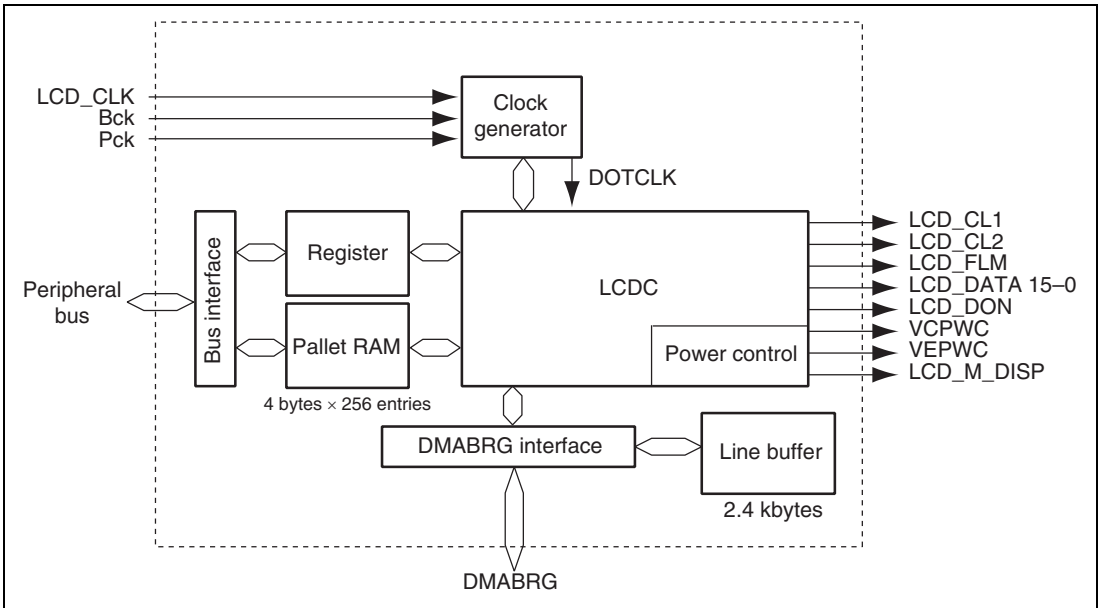 LCD_CLK
Bck
Pck
Clock
generator
DOTCLK
Peripheral
bus
Bus interface
Register
Pallet RAM
4 bytes × 256 entries
LCDC
Power control
LCD_CL1
LCD_CL2
LCD_FLM
LCD_DATA 15–0
LCD_DON
VCPWC
VEPWC
LCD_M_DISP
DMABRG interface
Line buffer
2.4 kbytes
DMABRG